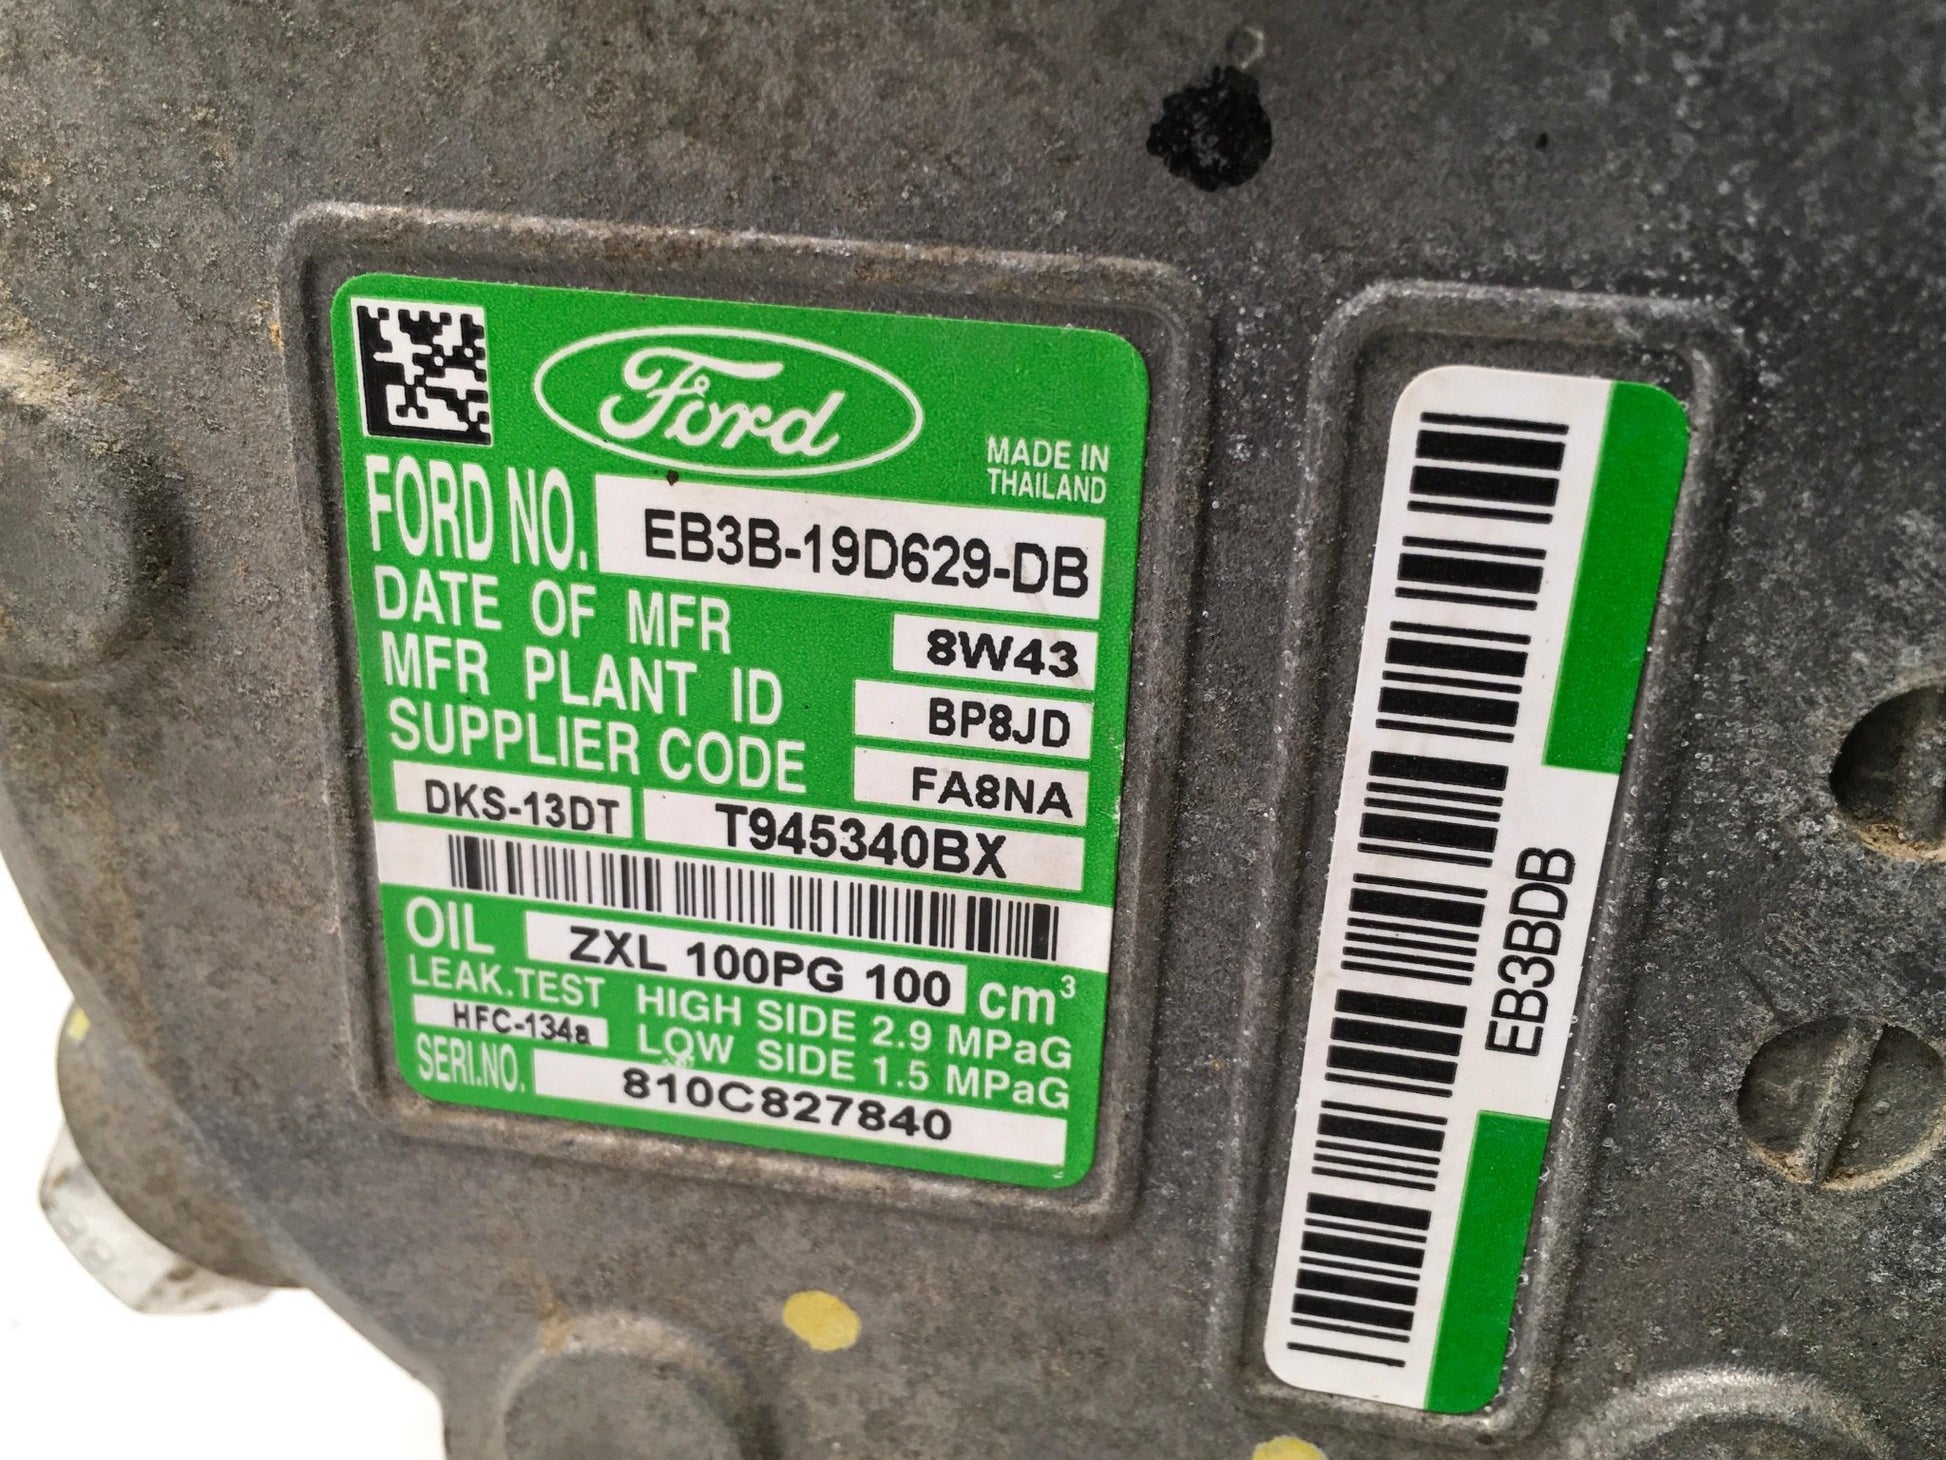 Ford
MADE IN
THAILAND
FORD NO. EB3B-19D629-DB
DATE OF MFR 8W43
MFR PLANT ID BP8JD
SUPPLIER CODE FA8NA
DKS-13DT T945340BX
OIL ZXL 100PG 100 cm³
LEAK.TEST HIGH SIDE 2.9 MPaG
HFC-134a LOW SIDE 1.5 MPaG
SERI.NO. 810C827840
EB3BDB